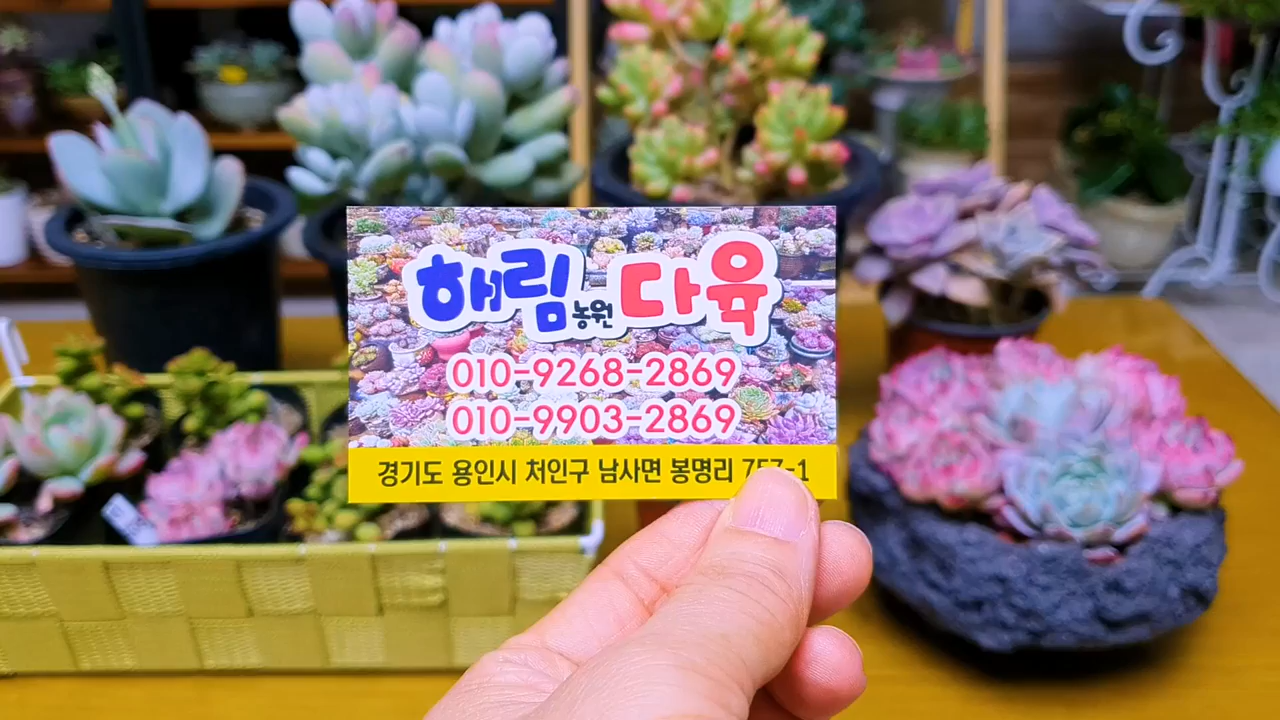 해림농원다육
010-9268-2869
010-9903-2869
경기도 용인시 처인구 남사면 봉명리